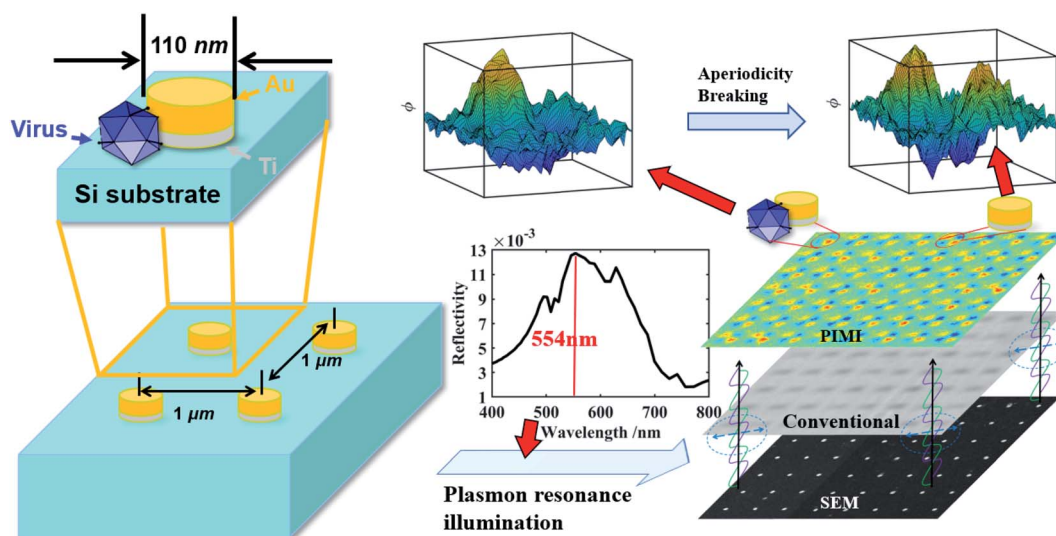 110 nm
Au
Virus
Ti
Si substrate
1 µm
1 µm
ϕ
Aperiodicity
Breaking
ϕ
×10⁻³
13
11
9
7
5
3
1
Reflectivity
554nm
400 500 600 700 800
Wavelength /nm
Plasmon resonance
illumination
PIMI
Conventional
SEM